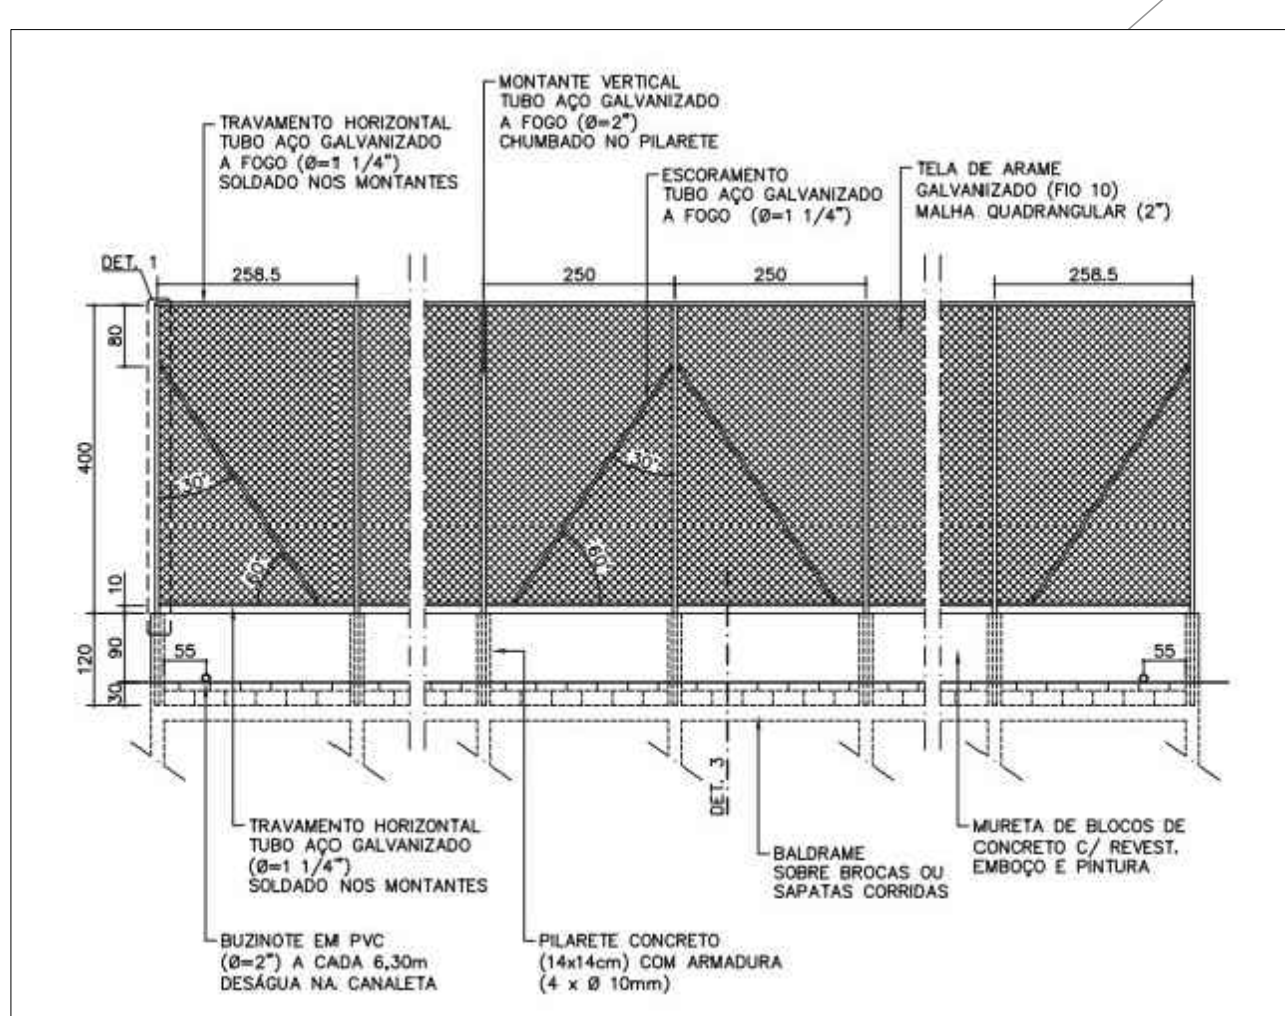 MONTANTE VERTICAL
TUBO AÇO GALVANIZADO
A FOGO (Ø=2")
CHUMBADO NO PILARETE
TRAVAMENTO HORIZONTAL
TUBO AÇO GALVANIZADO
A FOGO (Ø=1 1/4")
SOLDADO NOS MONTANTES
ESCORAMENTO
TUBO AÇO GALVANIZADO
A FOGO (Ø=1 1/4")
TELA DE ARAME
GALVANIZADO (FIO 10)
MALHA QUADRANGULAR (2")
DET. 1
258.5
250
250
258.5
80
400
30°
30°
60°
60°
10
90
120
30
55
55
DET. 3
TRAVAMENTO HORIZONTAL
TUBO AÇO GALVANIZADO
(Ø=1 1/4")
SOLDADO NOS MONTANTES
BALDRAME
SOBRE BROCAS OU
SAPATAS CORRIDAS
MURETA DE BLOCOS DE
CONCRETO C/ REVEST.
EMBOÇO E PINTURA
BUZINOTE EM PVC
(Ø=2") A CADA 6,30m
DESÁGUA NA CANALETA
PILARETE CONCRETO
(14x14cm) COM ARMADURA
(4 x Ø 10mm)